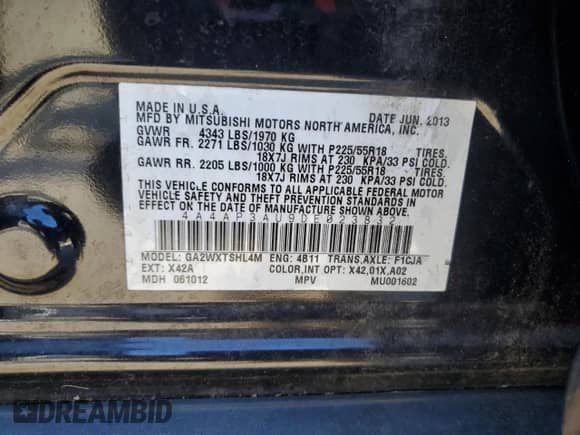 MADE IN U.S.A. DATE JUN. 2013
MFD BY MITSUBISHI MOTORS NORTH AMERICA, INC.
GVWR 4343 LBS/1970 KG
GAWR FR. 2271 LBS/1030 KG WITH P225/55R18 TIRES.
18X7J RIMS AT 230 KPA/33 PSI COLD.
GAWR RR. 2205 LBS/1000 KG WITH P225/55R18 TIRES,
18X7J RIMS AT 230 KPA/33 PSI COLD.
THIS VEHICLE CONFORMS TO ALL APPLICABLE FEDERAL MOTOR
VEHICLE SAFETY AND THEFT PREVENTION STANDARDS IN EFFECT
ON THE DATE OF MANUFACTURE SHOWN ABOVE.
4A4AP3AU9DE023832
MODEL: GA2WXTSHL4M ENG: 4B11 TRANS,AXLE: F1CJA
EXT: X42A COLOR,INT OPT: X42,01X,A02
MDH 061012 MPV MU001602
DREAMBID